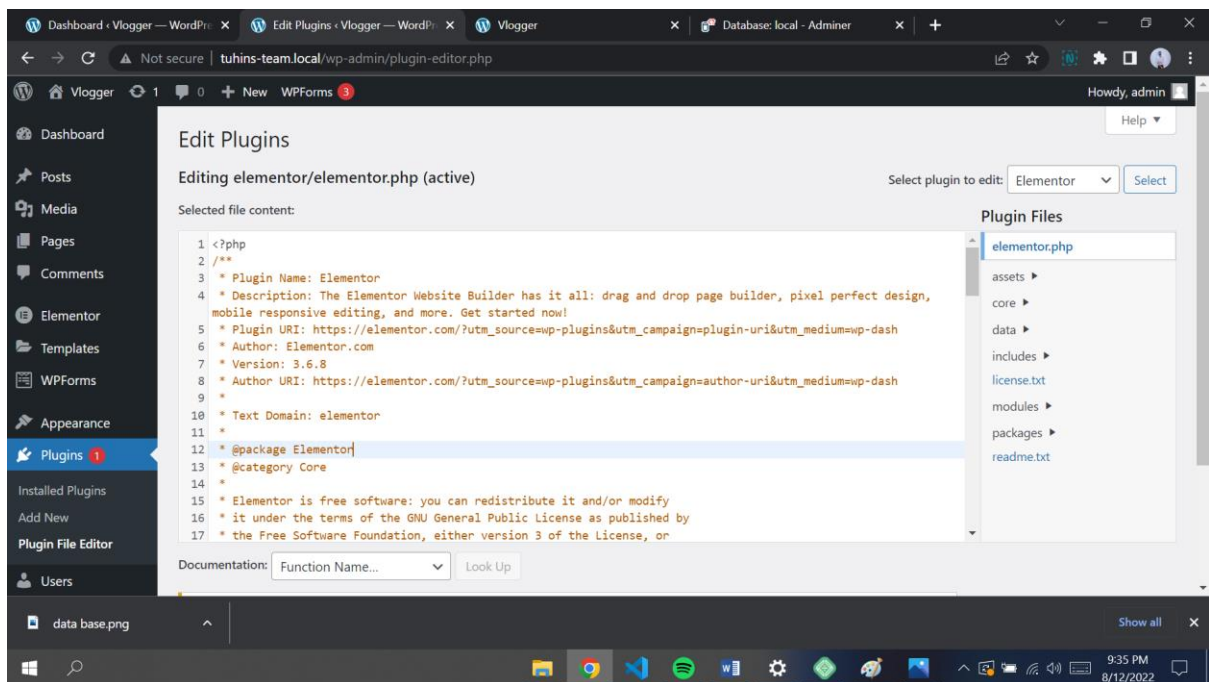 Dashboard ‹ Vlogger — WordPre
Edit Plugins ‹ Vlogger — WordPr
Vlogger
Database: local - Adminer
Not secure | tuhins-team.local/wp-admin/plugin-editor.php
Vlogger 1 0 + New WPForms 3 Howdy, admin
Help
Dashboard
Posts
Media
Pages
Comments
Elementor
Templates
WPForms
Appearance
Plugins 1
Installed Plugins
Add New
Plugin File Editor
Users
Edit Plugins
Editing elementor/elementor.php (active)
Select plugin to edit: Elementor Select
Selected file content:
1 <?php
2 /**
3 * Plugin Name: Elementor
4 * Description: The Elementor Website Builder has it all: drag and drop page builder, pixel perfect design,
mobile responsive editing, and more. Get started now!
5 * Plugin URI: https://elementor.com/?utm_source=wp-plugins&utm_campaign=plugin-uri&utm_medium=wp-dash
6 * Author: Elementor.com
7 * Version: 3.6.8
8 * Author URI: https://elementor.com/?utm_source=wp-plugins&utm_campaign=author-uri&utm_medium=wp-dash
9 *
10 * Text Domain: elementor
11 *
12 * @package Elementor
13 * @category Core
14 *
15 * Elementor is free software: you can redistribute it and/or modify
16 * it under the terms of the GNU General Public License as published by
17 * the Free Software Foundation, either version 3 of the License, or
Plugin Files
elementor.php
assets
core
data
includes
license.txt
modules
packages
readme.txt
Documentation: Function Name... Look Up
data base.png
Show all
9:35 PM
8/12/2022